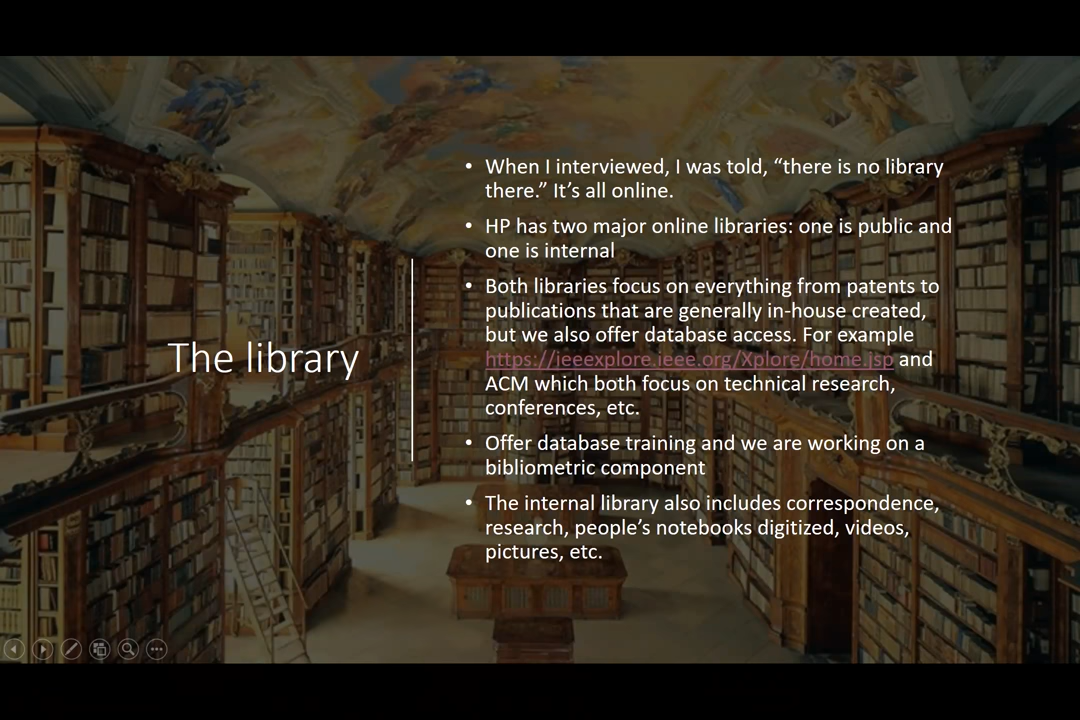 The library
• When I interviewed, I was told, “there is no library
there.” It’s all online.
• HP has two major online libraries: one is public and
one is internal
• Both libraries focus on everything from patents to
publications that are generally in-house created,
but we also offer database access. For example
https://ieeexplore.ieee.org/Xplore/home.jsp and
ACM which both focus on technical research,
conferences, etc.
• Offer database training and we are working on a
bibliometric component
• The internal library also includes correspondence,
research, people’s notebooks digitized, videos,
pictures, etc.